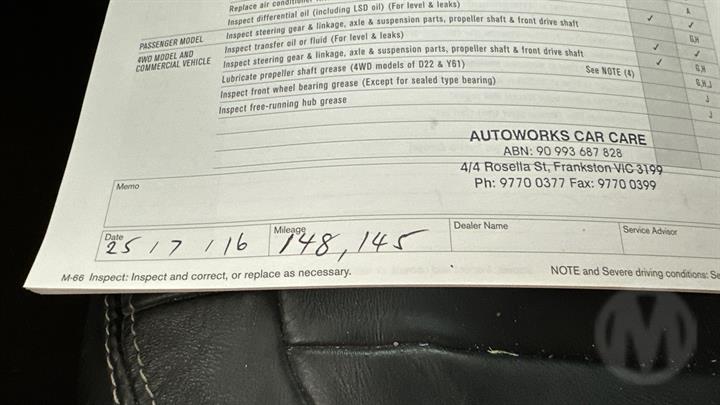 Replace air
Inspect differential oil (including LSD oil) (For level & leaks)
A
PASSENGER MODEL
Inspect steering gear & linkage, axle & suspension parts, propeller shaft & front drive shaft
✓ ✓
4WD MODEL AND
COMMERCIAL VEHICLE
Inspect transfer oil or fluid (For level & leaks)
G,H
Inspect steering gear & linkage, axle & suspension parts, propeller shaft & front drive shaft
✓ ✓
Lubricate propeller shaft grease (4WD models of D22 & Y61)
See NOTE (4)
✓ G,H
Inspect front wheel bearing grease (Except for sealed type bearing)
G,H,J
Inspect free-running hub grease
J
J
AUTOWORKS CAR CARE
ABN: 90 993 687 828
4/4 Rosella St, Frankston VIC 3199
Ph: 9770 0377 Fax: 9770 0399
Memo
Date
25/7/16
Mileage
148,145
Dealer Name
Service Advisor
M-66 Inspect: Inspect and correct, or replace as necessary.
NOTE and Severe driving conditions: Se
M